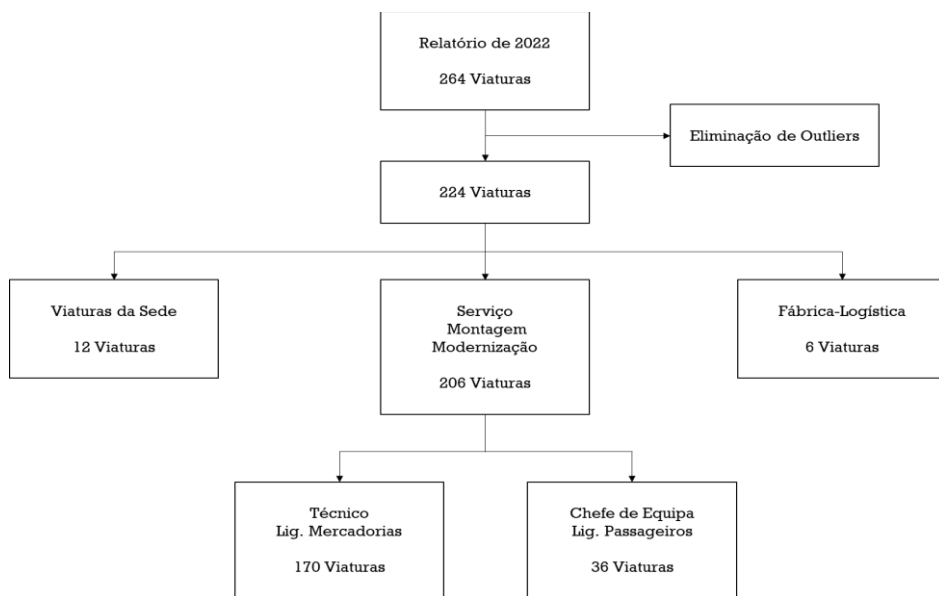 Relatório de 2022
264 Viaturas
Eliminação de Outliers
224 Viaturas
Viaturas da Sede
12 Viaturas
Serviço
Montagem
Modernização
206 Viaturas
Fábrica-Logística
6 Viaturas
Técnico
Lig. Mercadorias
170 Viaturas
Chefe de Equipa
Lig. Passageiros
36 Viaturas